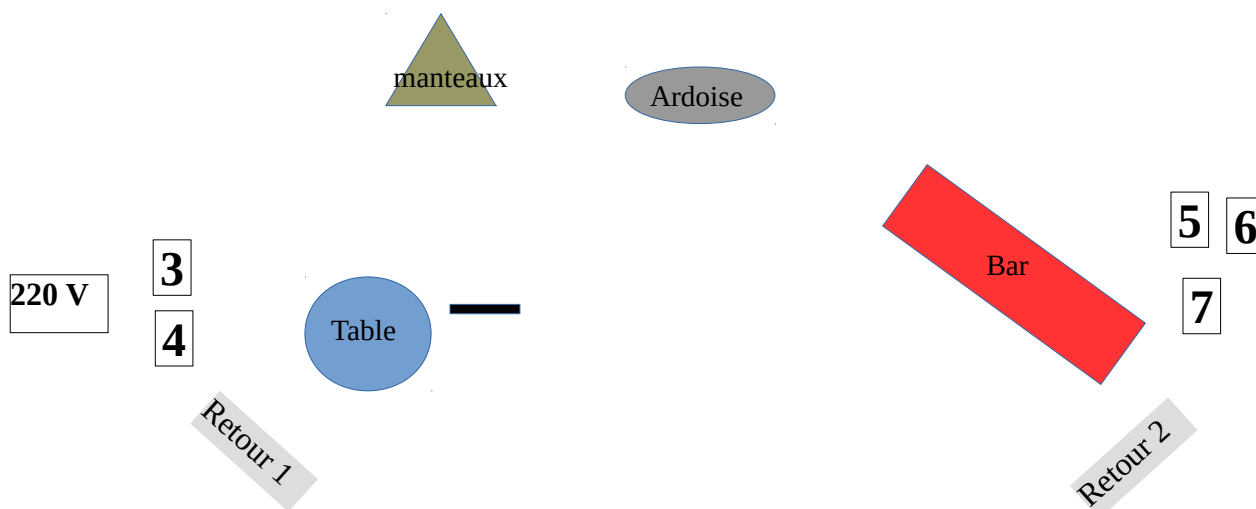 manteaux
Ardoise
5
6
3
Bar
220 V
7
4
Table
Retour 1
Retour 2